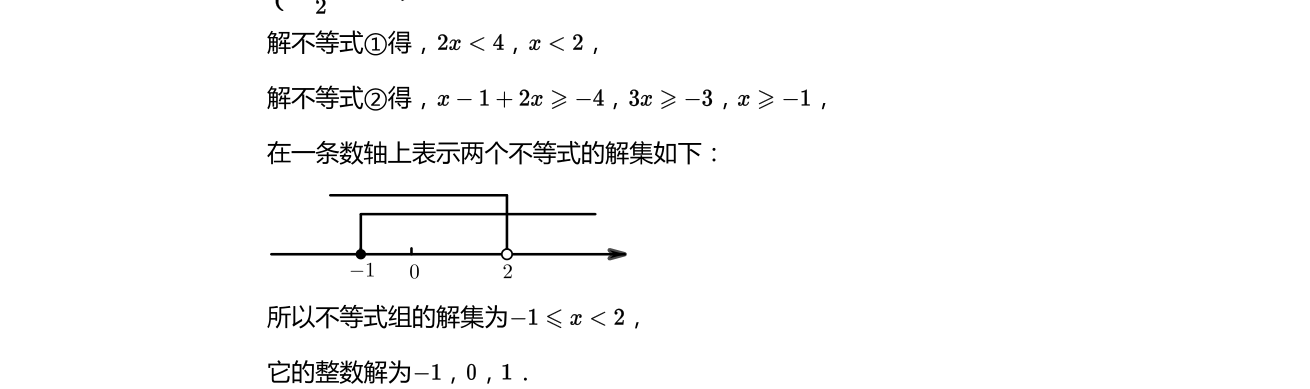 2
解不等式①得，2x < 4，x < 2，
解不等式②得，x − 1 + 2x ⩾ −4，3x ⩾ −3，x ⩾ −1，
在一条数轴上表示两个不等式的解集如下：
−1 0 2
所以不等式组的解集为−1 ⩽ x < 2，
它的整数解为−1，0，1．